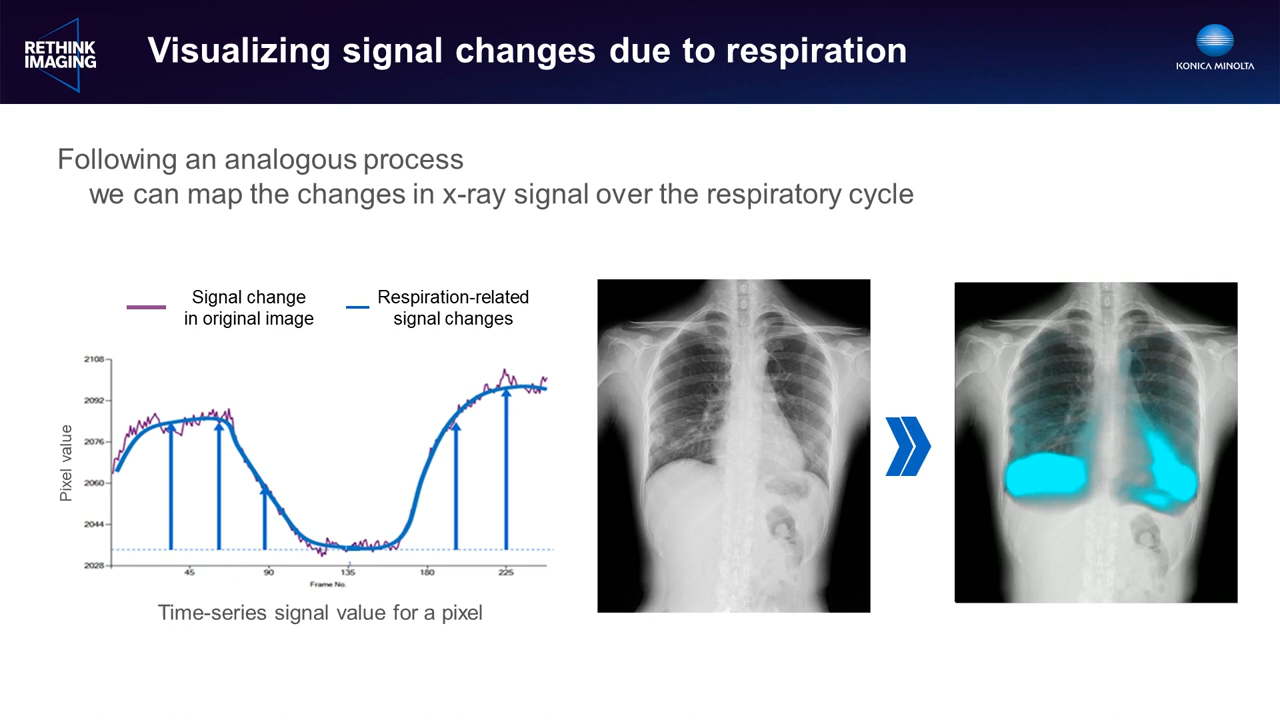 RETHINK
IMAGING
Visualizing signal changes due to respiration
KONICA MINOLTA
Following an analogous process
we can map the changes in x-ray signal over the respiratory cycle
Signal change
in original image
Respiration-related
signal changes
2108
2092
2076
2060
2044
2028
Pixel value
45
90
135
180
225
Frame No.
Time-series signal value for a pixel